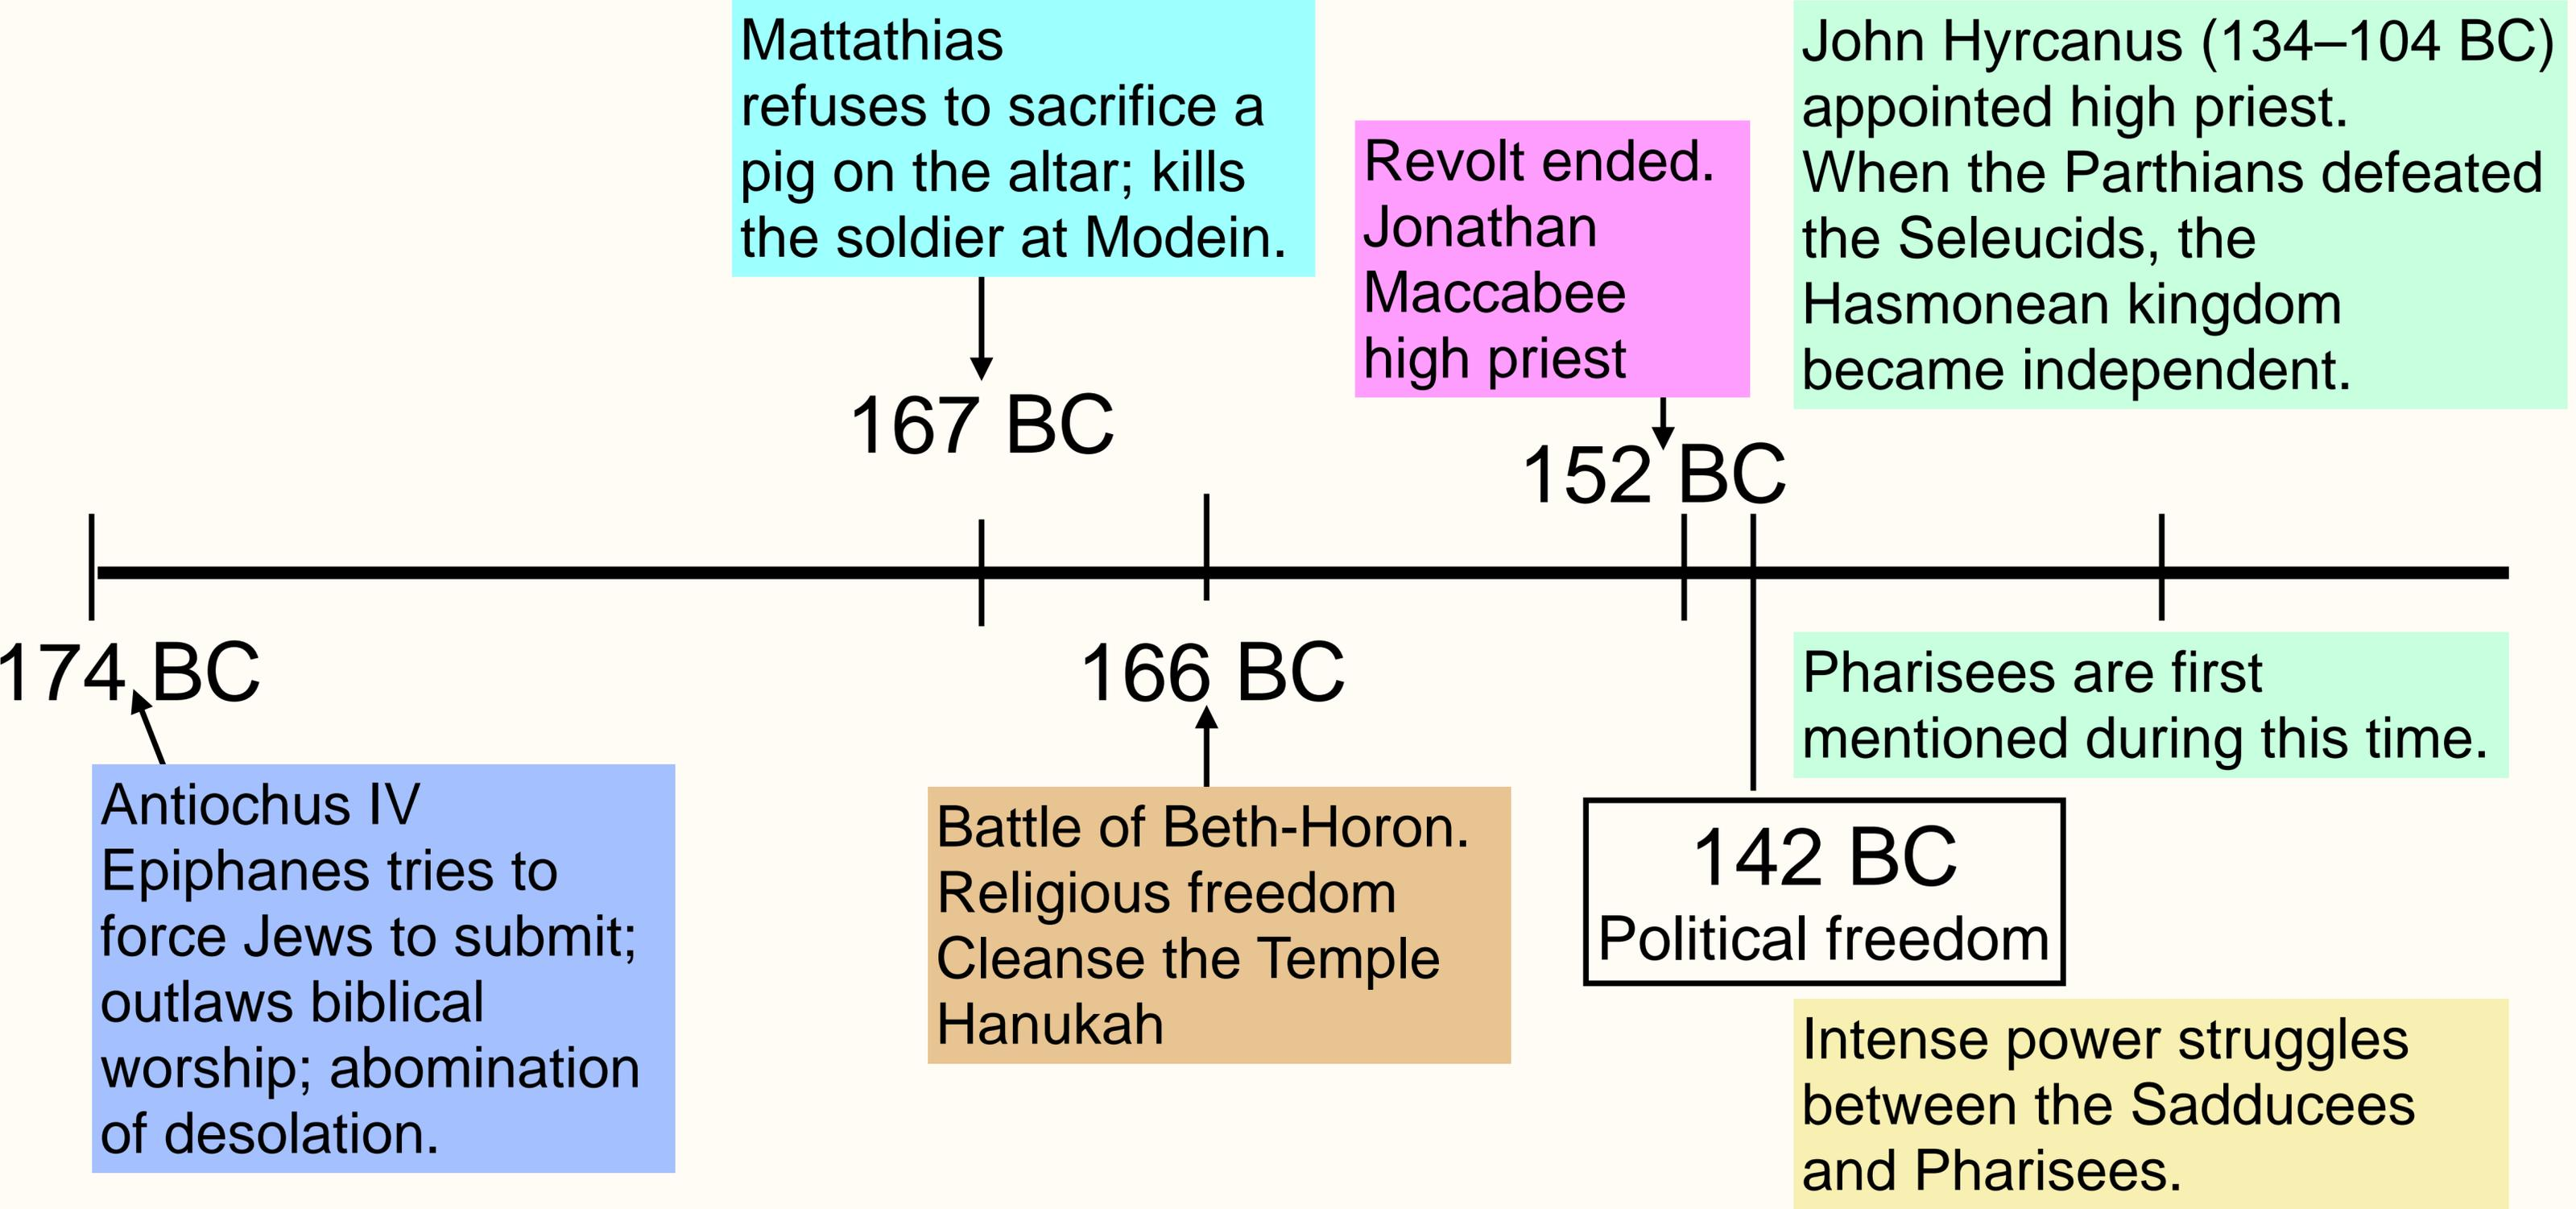 Mattathias
refuses to sacrifice a
pig on the altar; kills
the soldier at Modein.
Revolt ended.
Jonathan
Maccabee
high priest
John Hyrcanus (134–104 BC)
appointed high priest.
When the Parthians defeated
the Seleucids, the
Hasmonean kingdom
became independent.
167 BC
152 BC
174 BC
166 BC
Pharisees are first
mentioned during this time.
Antiochus IV
Epiphanes tries to
force Jews to submit;
outlaws biblical
worship; abomination
of desolation.
Battle of Beth-Horon.
Religious freedom
Cleanse the Temple
Hanukah
142 BC
Political freedom
Intense power struggles
between the Sadducees
and Pharisees.